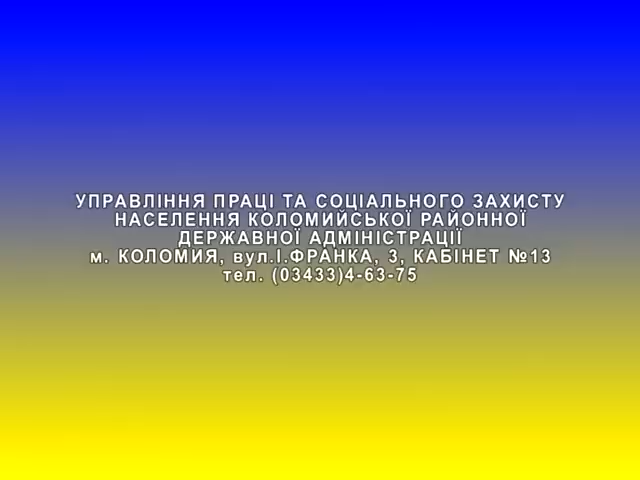 УПРАВЛІННЯ ПРАЦІ ТА СОЦІАЛЬНОГО ЗАХИСТУ
НАСЕЛЕННЯ КОЛОМИЙСЬКОЇ РАЙОННОЇ
ДЕРЖАВНОЇ АДМІНІСТРАЦІЇ
м. КОЛОМИЯ, вул.І.ФРАНКА, 3, КАБІНЕТ №13
тел. (03433)4-63-75